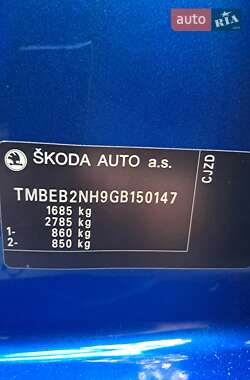 auto
RIA
ŠKODA AUTO a.s.
CJZD
TMBEB2NH9GB150147
1685 kg
2785 kg
1- 860 kg
2- 850 kg